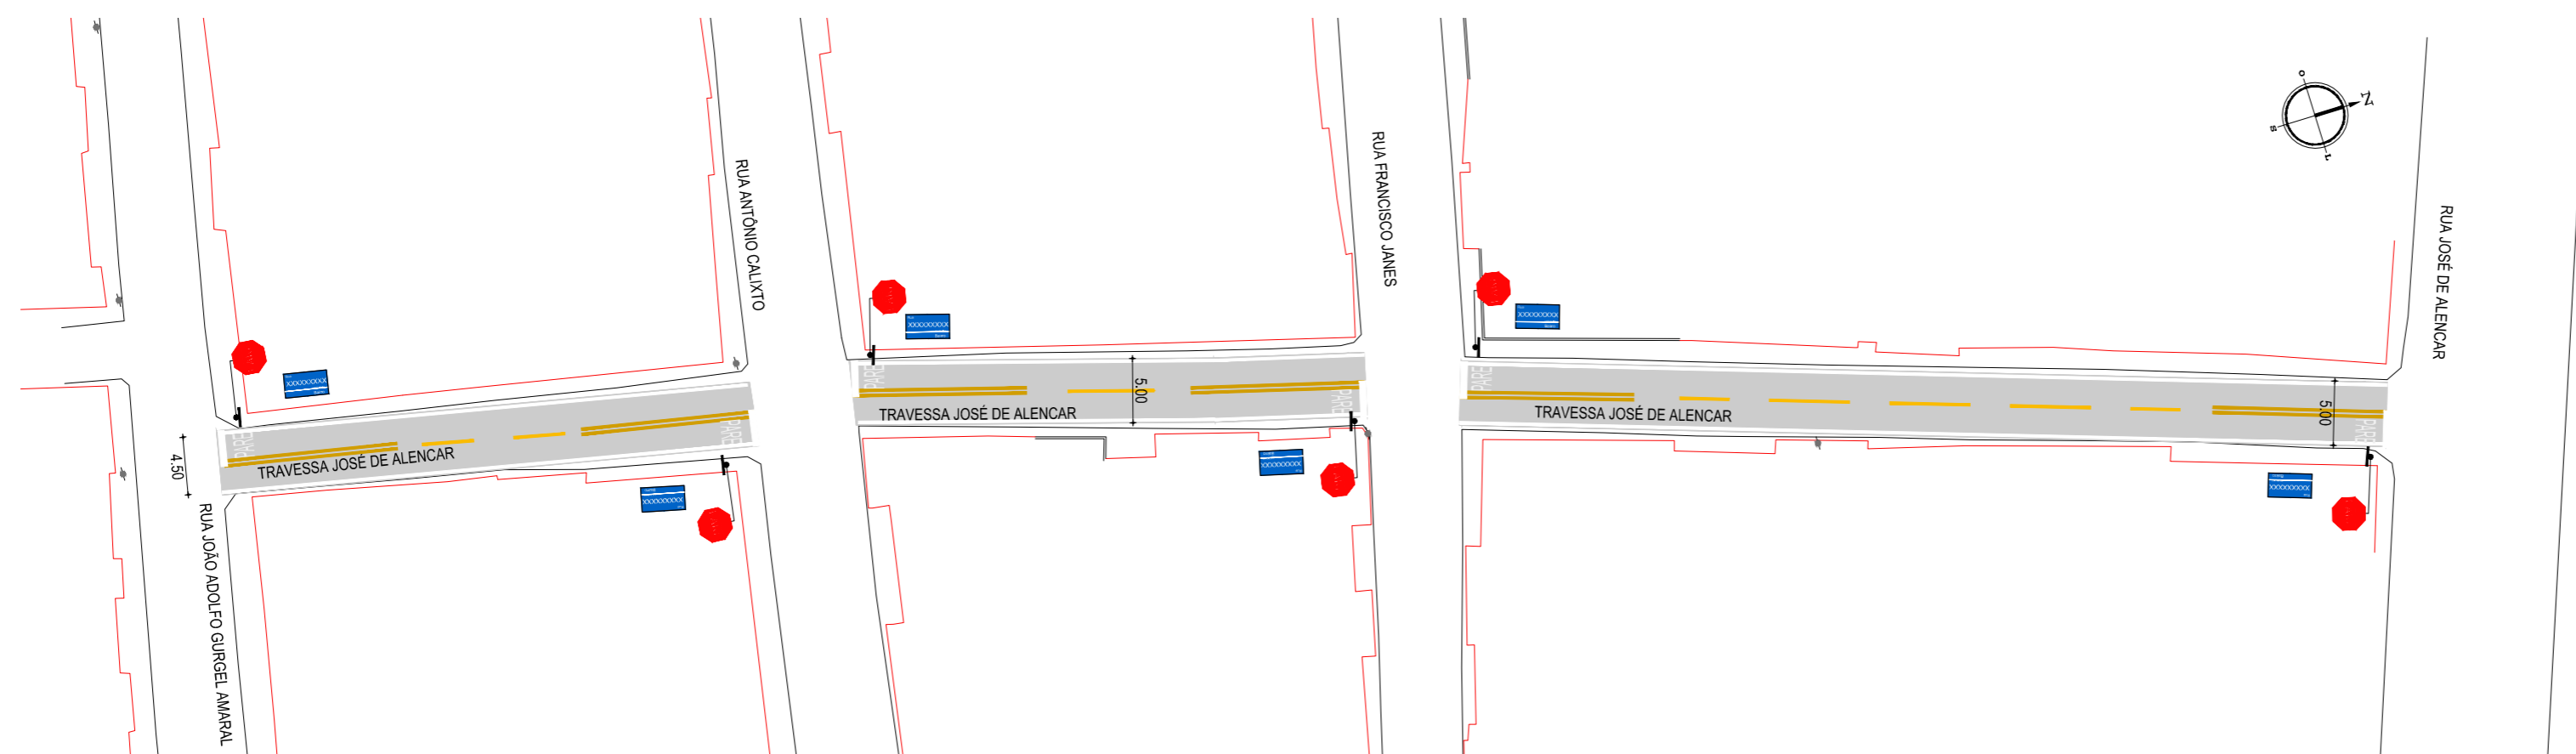 O
N
S
L
RUA ANTÔNIO CALIXTO
RUA FRANCISCO JANES
RUA JOSÉ DE ALENCAR
XXXXXXXXX
XXXXXXXXX
XXXXXXXXX
PARE
PARE
PARE
PARE
PARE
PARE
5.00
5.00
4.50
TRAVESSA JOSÉ DE ALENCAR
TRAVESSA JOSÉ DE ALENCAR
TRAVESSA JOSÉ DE ALENCAR
XXXXXXXXX
XXXXXXXXX
XXXXXXXXX
RUA JOÃO ADOLFO GURGEL AMARAL